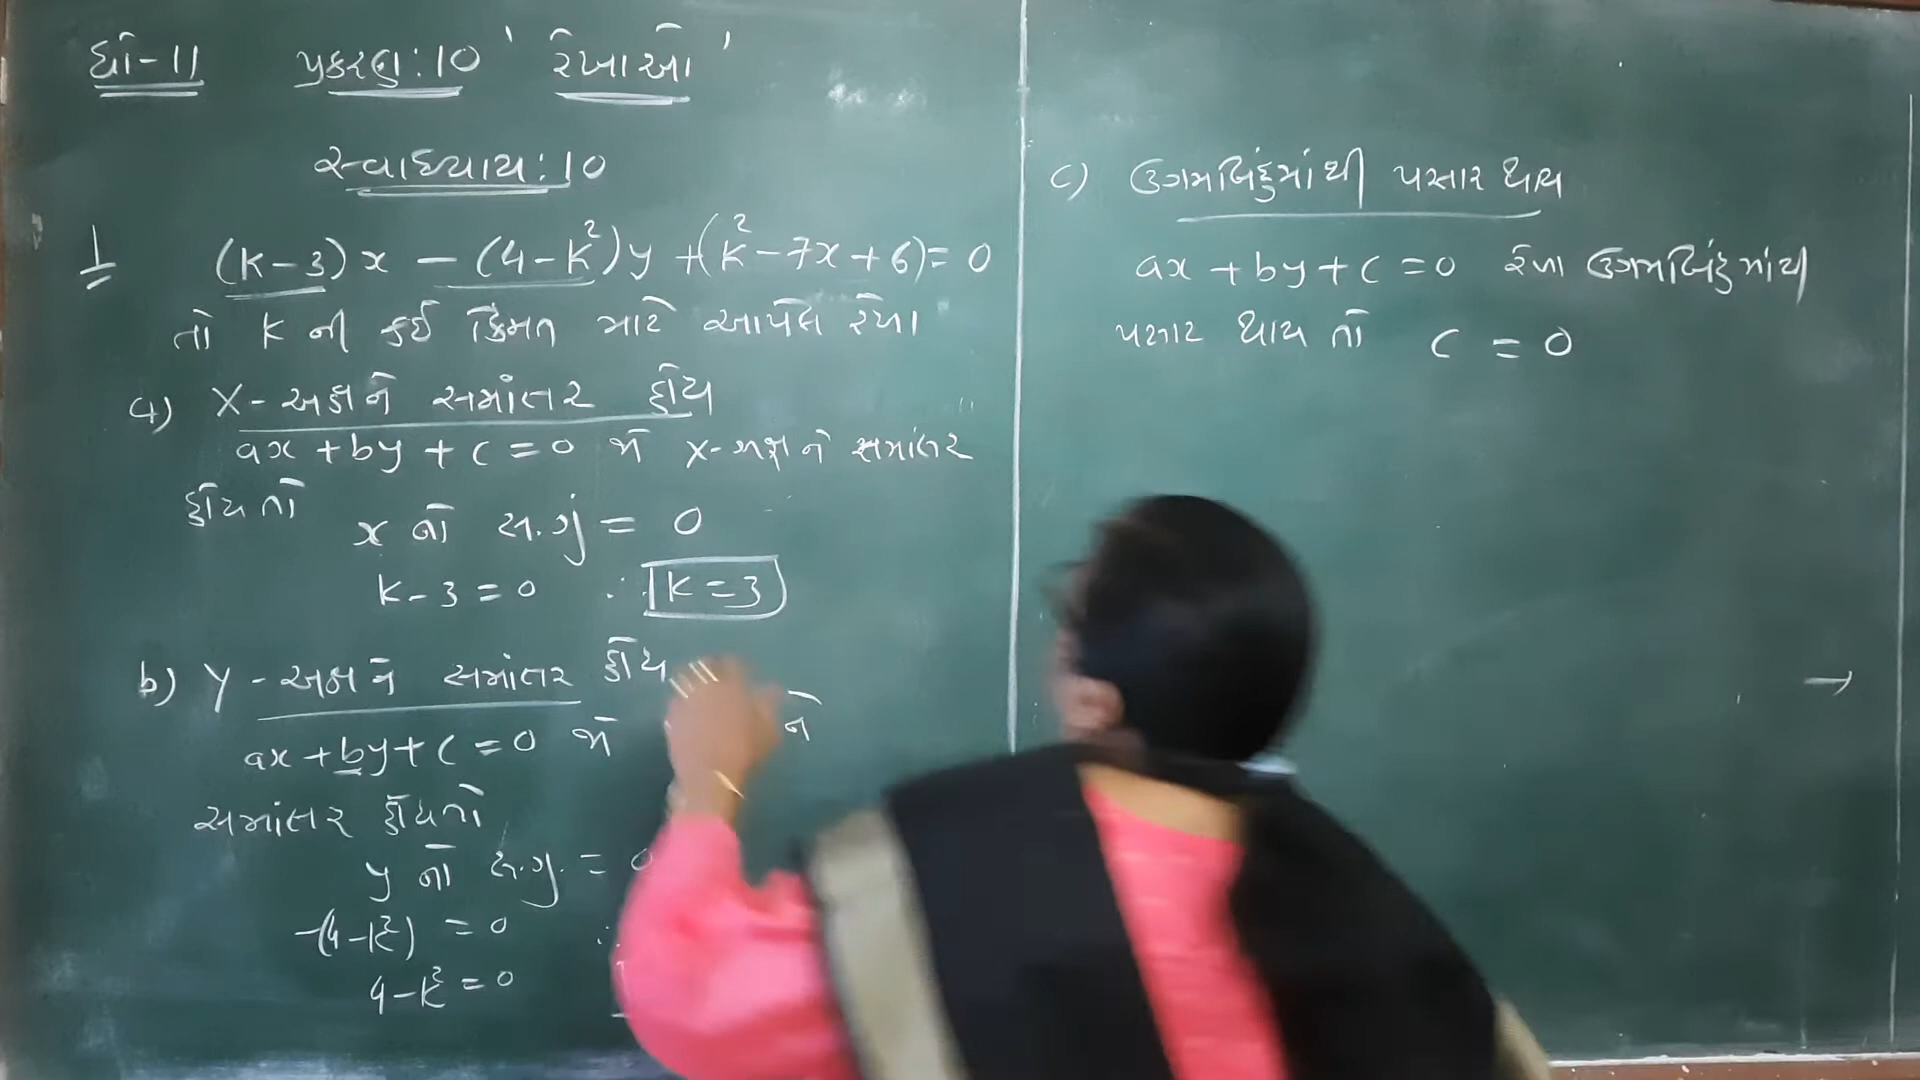 ધો-11 પ્રકરણ:10 ' રેખાઓ '
સ્વાધ્યાય:10
1 (k-3)x - (4-k²)y + (k²-7x+6) = 0
તો k ની કઈ કિંમત માટે આપેલ રેખા
a) X-અક્ષને સમાંતર હોય
ax + by + c = 0 એ x-અક્ષને સમાંતર
હોય તો
x નો સ.ગુ = 0
k-3=0 ∴ k=3
b) Y-અક્ષને સમાંતર હોય
ax+by+c=0 એ ને
સમાંતર હોય તો
y નો સ.ગુ. = 0
-(4-k²) = 0 ∴
4-k²=0
c) ઉગમબિંદુમાંથી પસાર થાય
ax + by + c = 0 રેખા ઉગમબિંદુમાંથી
પસાર થાય તો c = 0